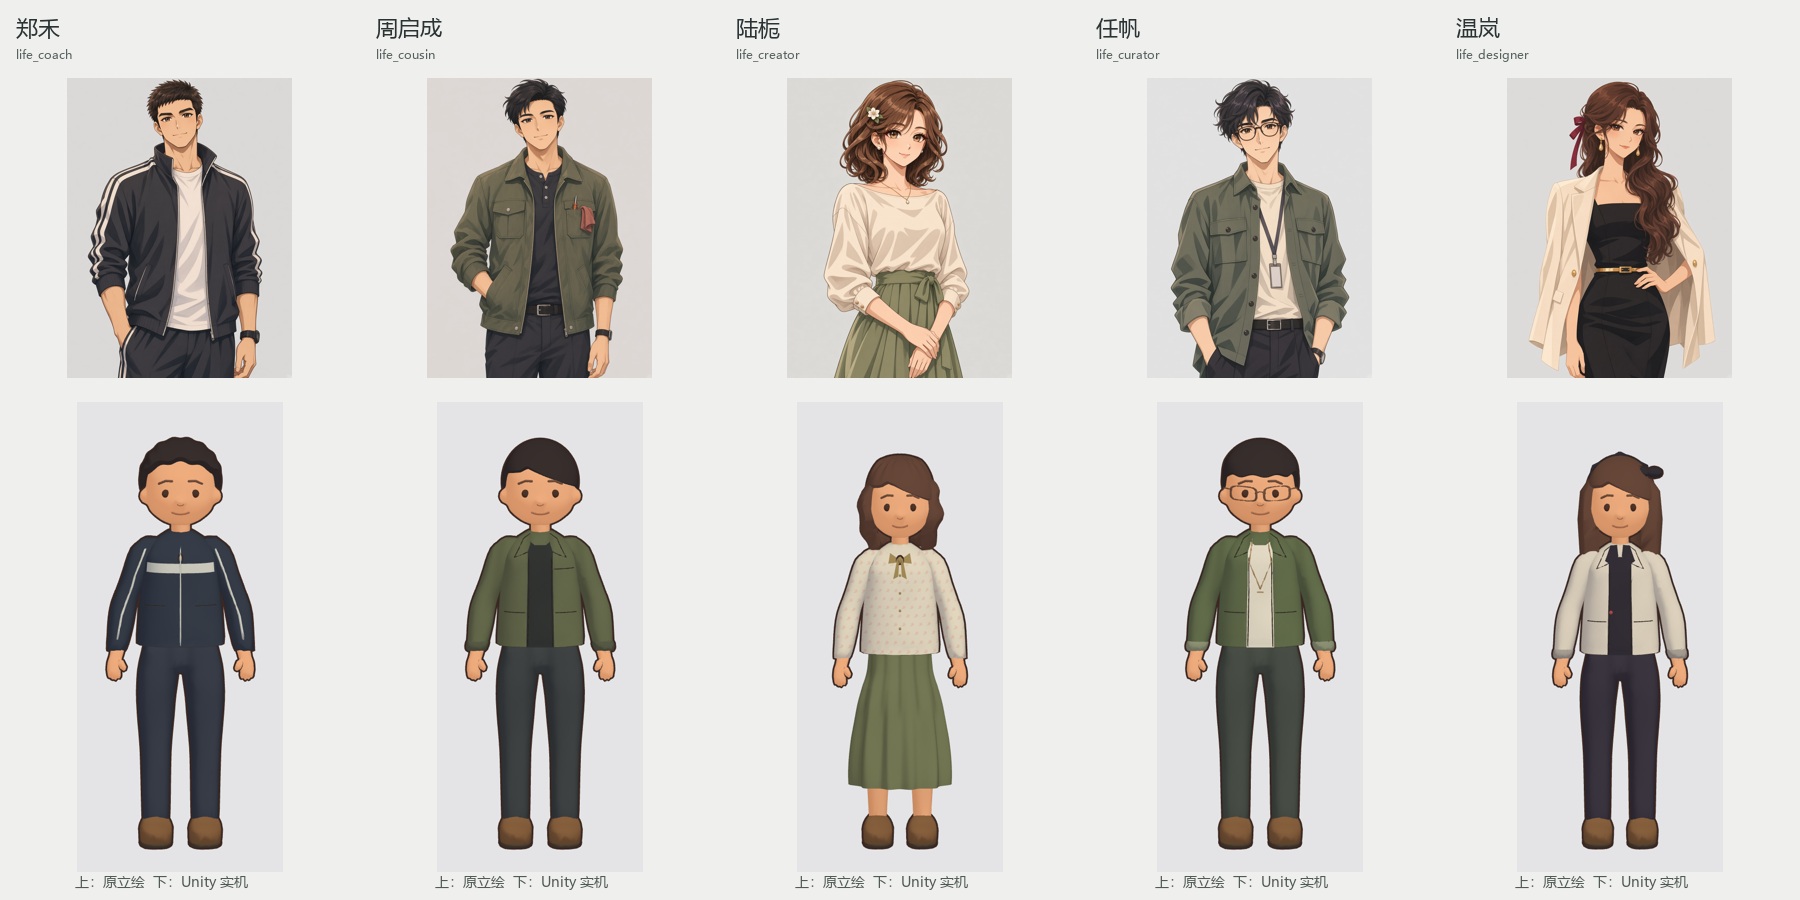 郑禾
life_coach
周启成
life_cousin
陆栀
life_creator
任帆
life_curator
温岚
life_designer
上：原立绘 下：Unity 实机
上：原立绘 下：Unity 实机
上：原立绘 下：Unity 实机
上：原立绘 下：Unity 实机
上：原立绘 下：Unity 实机